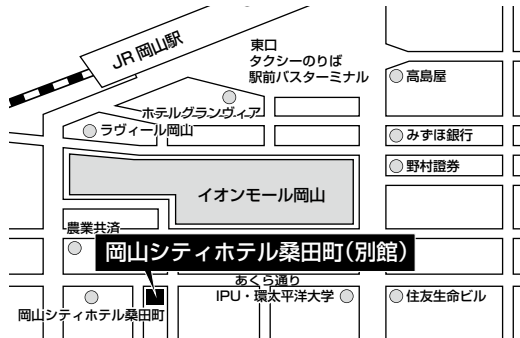 JR 岡山駅
東口
タクシーのりば
駅前バスターミナル
高島屋
ホテルグランヴィア
ラヴィール岡山
みずほ銀行
野村證券
イオンモール岡山
農業共済
岡山シティホテル桑田町(別館)
あくら通り
IPU・環太平洋大学
住友生命ビル
岡山シティホテル桑田町